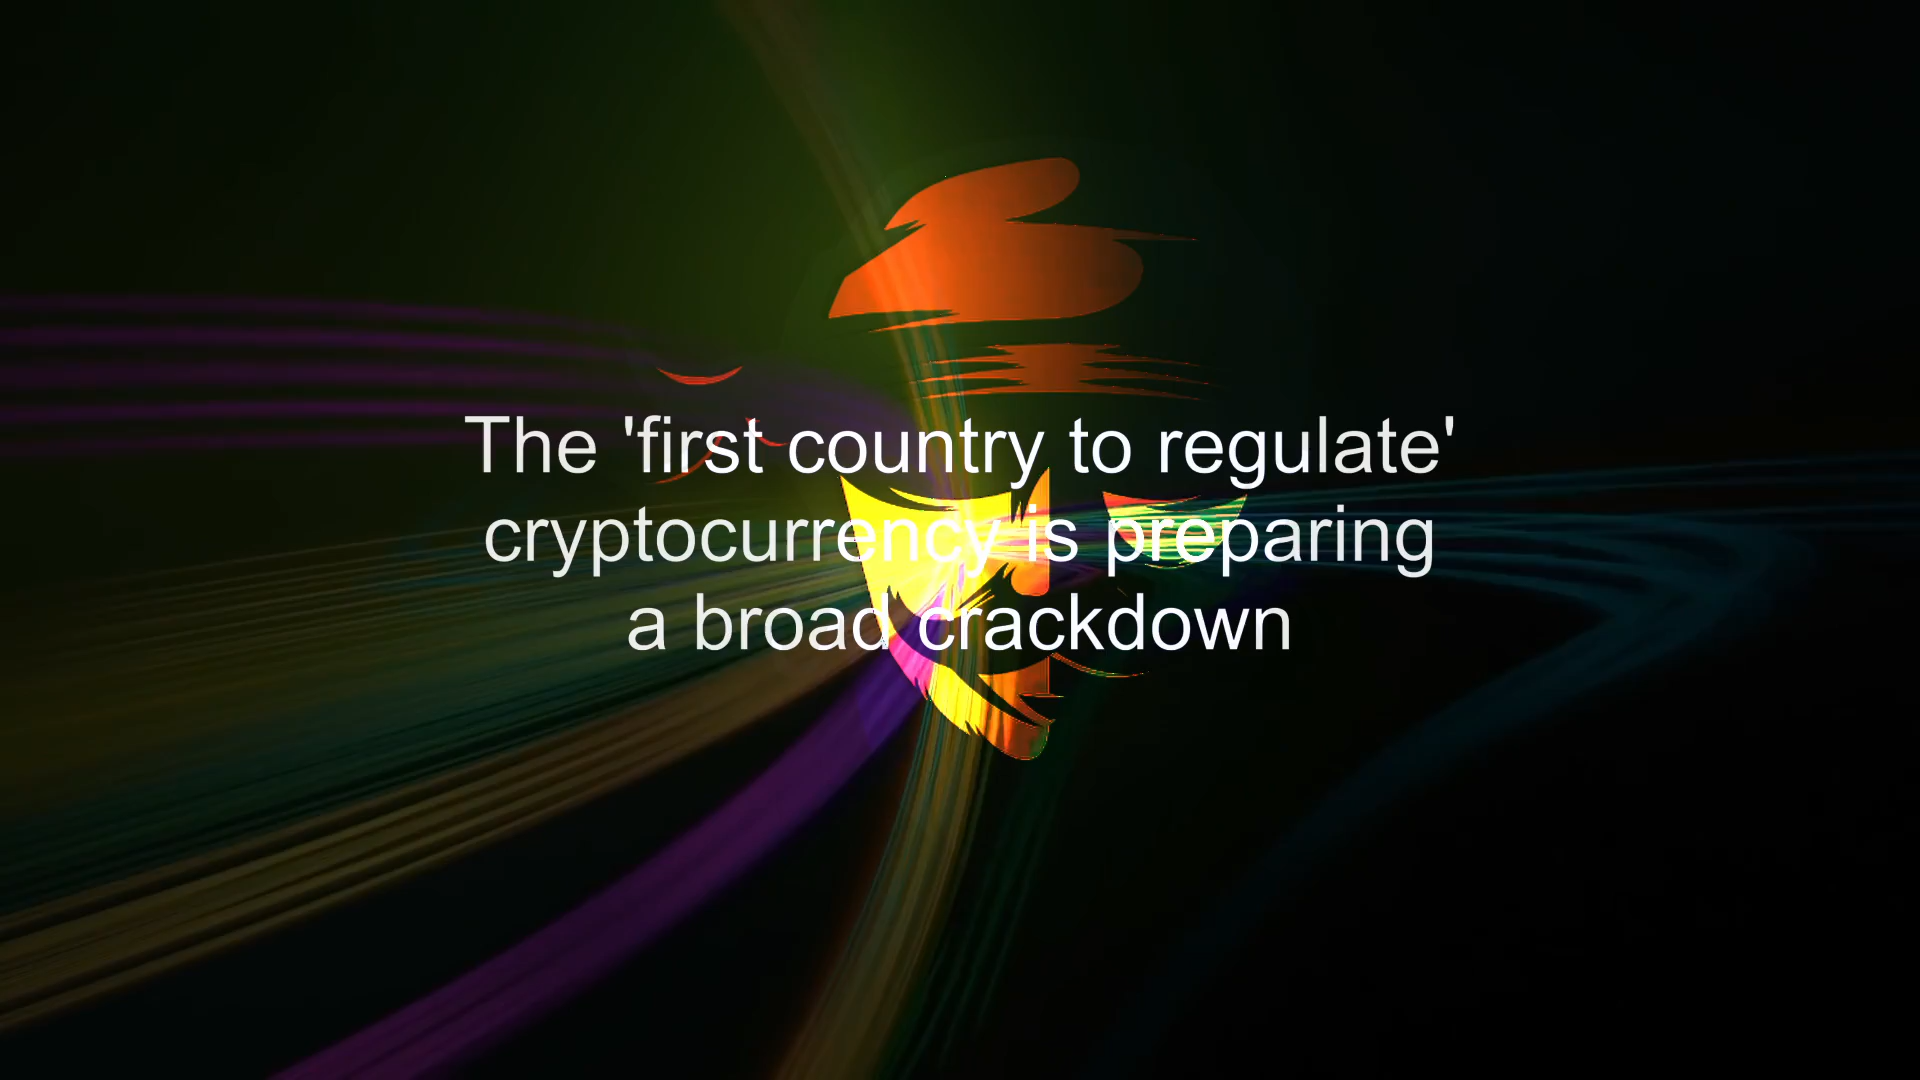 The 'first country to regulate'
cryptocurrency is preparing
a broad crackdown